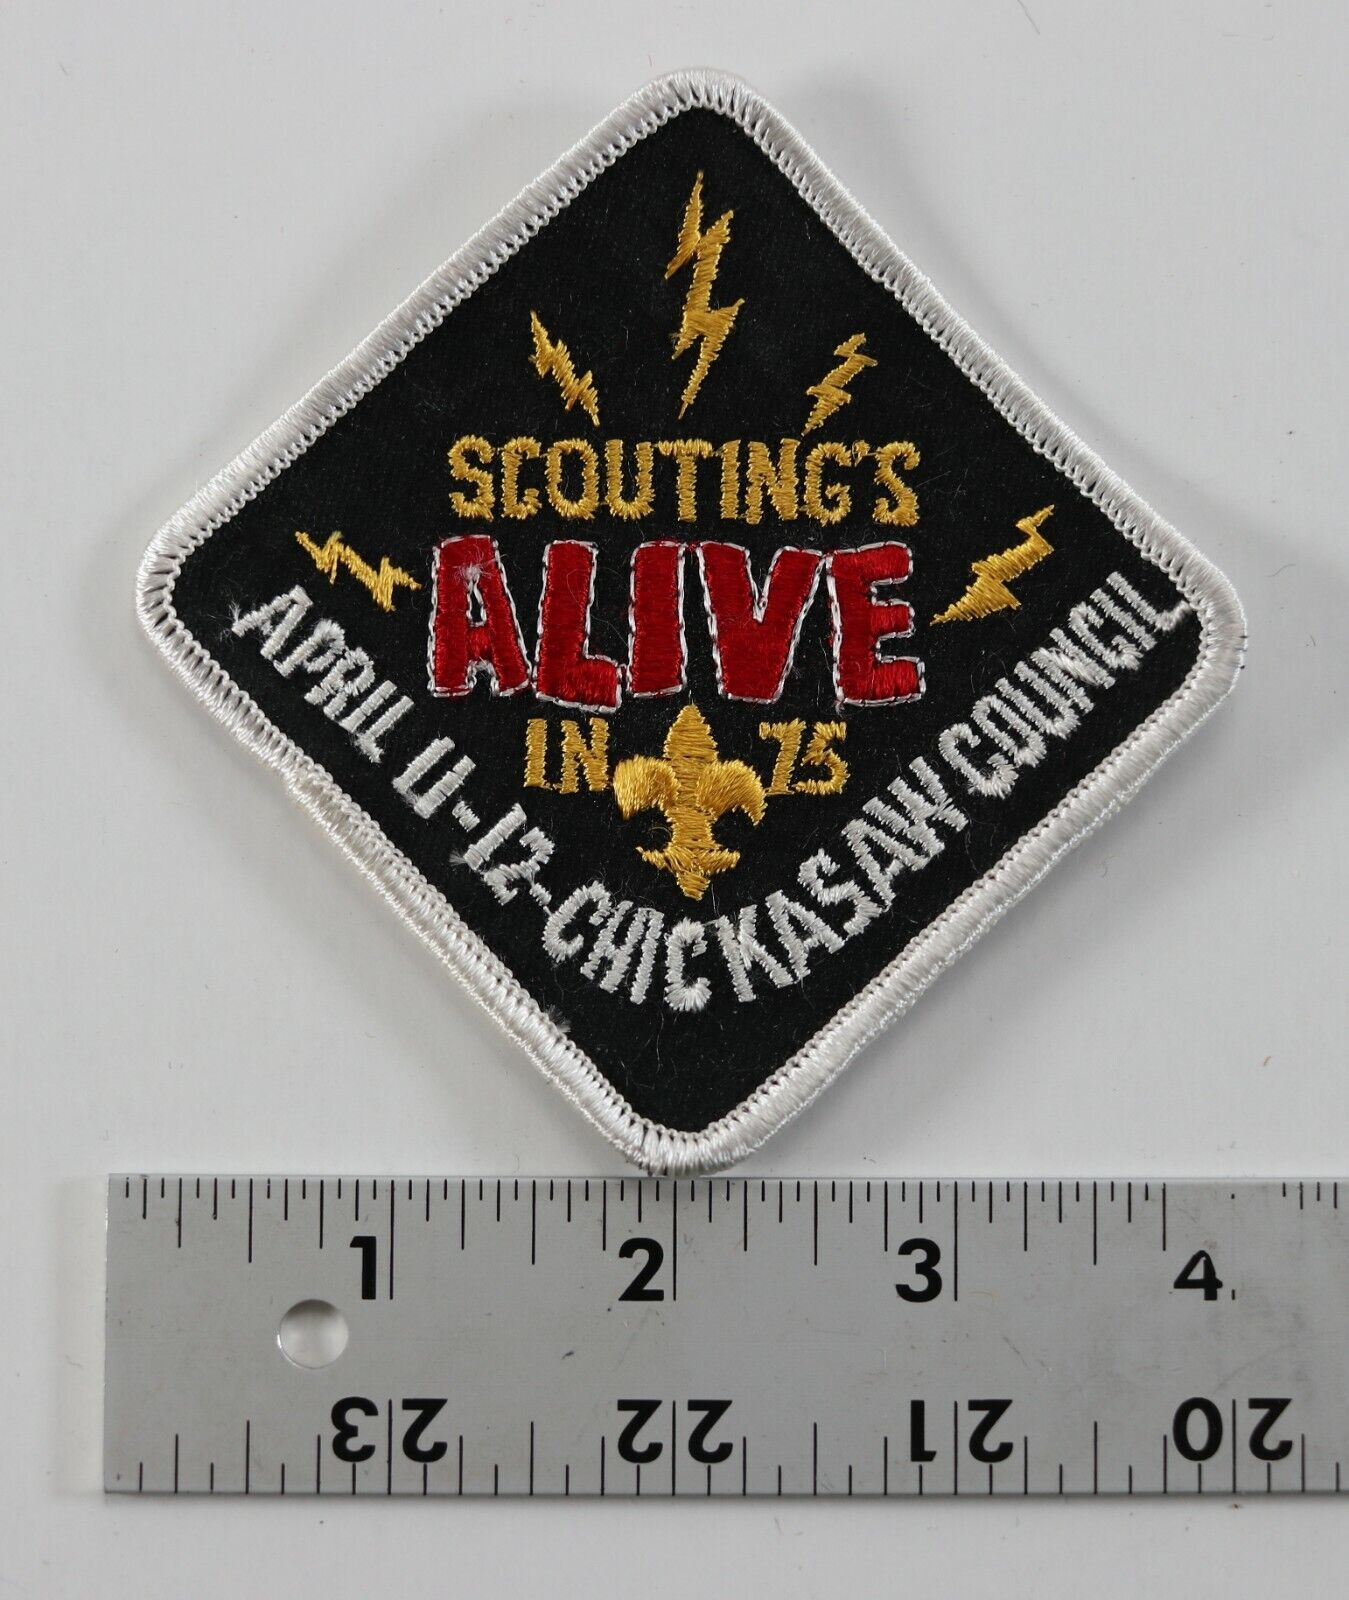 SCOUTING'S
ALIVE
IN 75
APRIL 11-12-CHICKASAW COUNCIL
1 2 3 4
23 22 21 20